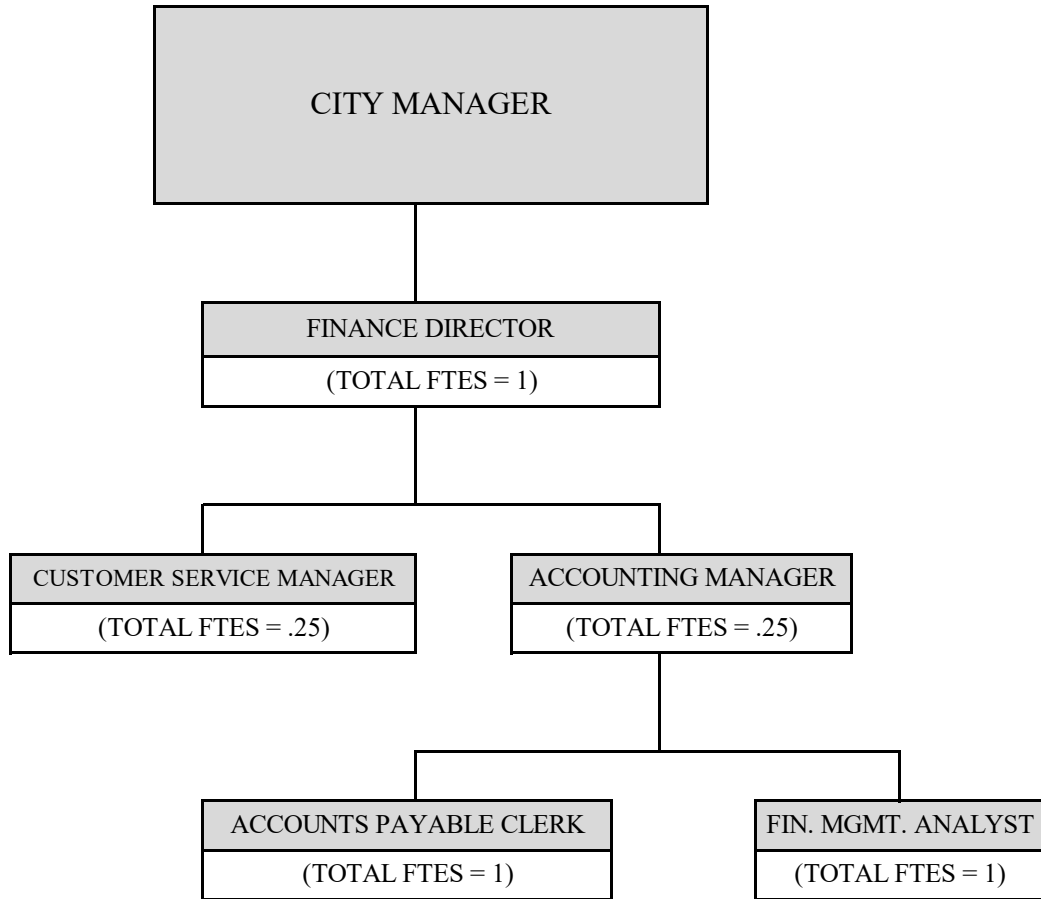 CITY MANAGER
FINANCE DIRECTOR
(TOTAL FTES = 1)
CUSTOMER SERVICE MANAGER
(TOTAL FTES = .25)
ACCOUNTING MANAGER
(TOTAL FTES = .25)
ACCOUNTS PAYABLE CLERK
(TOTAL FTES = 1)
FIN. MGMT. ANALYST
(TOTAL FTES = 1)